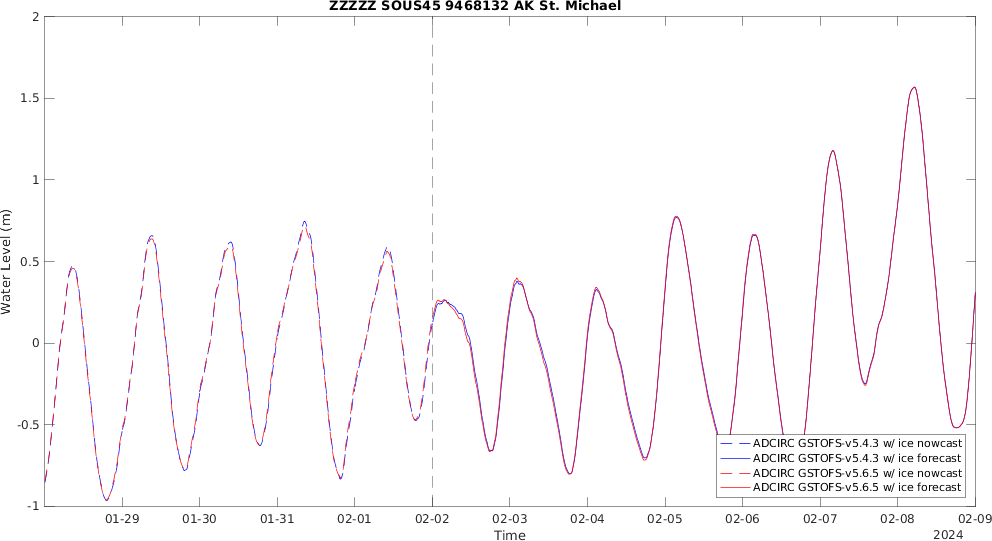 ZZZZZ SOUS45 9468132 AK St. Michael
Water Level (m)
2
1.5
1
0.5
0
-0.5
-1
01-29
01-30
01-31
02-01
02-02
02-03
02-04
02-05
02-06
02-07
02-08
02-09
Time
2024
ADCIRC GSTOFS-v5.4.3 w/ ice nowcast
ADCIRC GSTOFS-v5.4.3 w/ ice forecast
ADCIRC GSTOFS-v5.6.5 w/ ice nowcast
ADCIRC GSTOFS-v5.6.5 w/ ice forecast